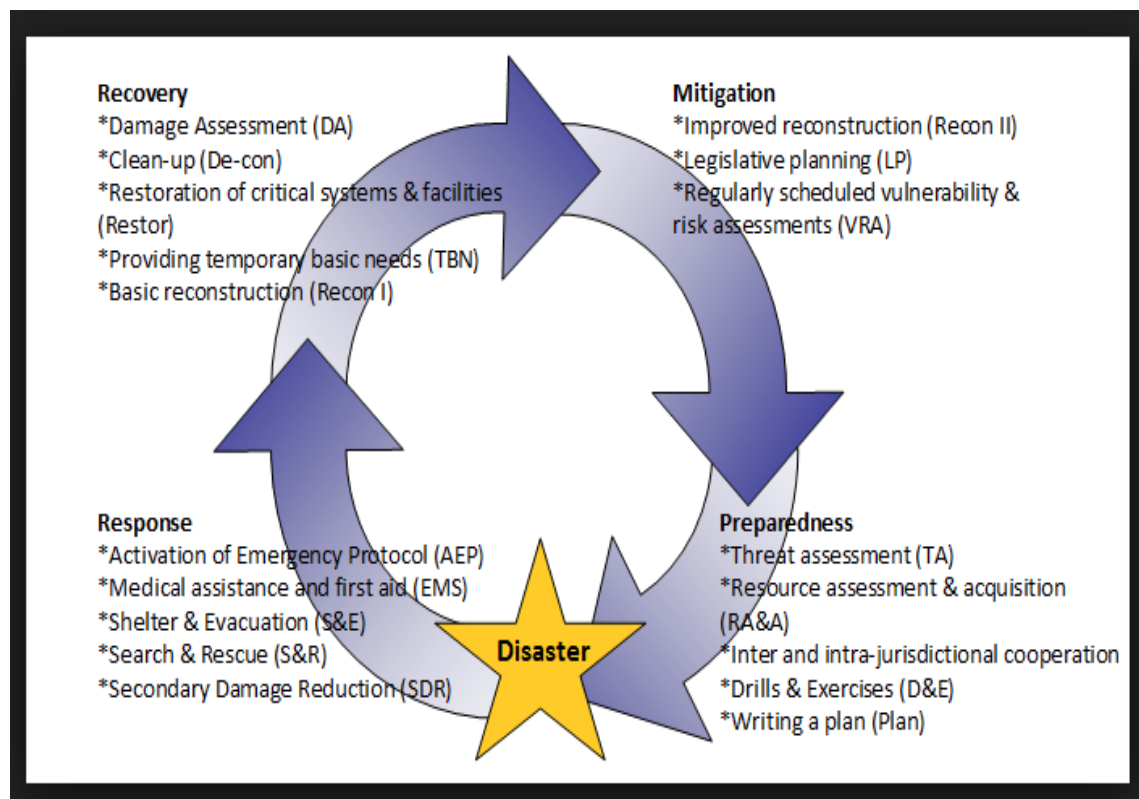 Recovery
*Damage Assessment (DA)
*Clean-up (De-con)
*Restoration of critical systems & facilities
(Restor)
*Providing temporary basic needs (TBN)
*Basic reconstruction (Recon I)
Mitigation
*Improved reconstruction (Recon II)
*Legislative planning (LP)
*Regularly scheduled vulnerability &
risk assessments (VRA)
Response
*Activation of Emergency Protocol (AEP)
*Medical assistance and first aid (EMS)
*Shelter & Evacuation (S&E)
*Search & Rescue (S&R)
*Secondary Damage Reduction (SDR)
Disaster
Preparedness
*Threat assessment (TA)
*Resource assessment & acquisition
(RA&A)
*Inter and intra-jurisdictional cooperation
*Drills & Exercises (D&E)
*Writing a plan (Plan)